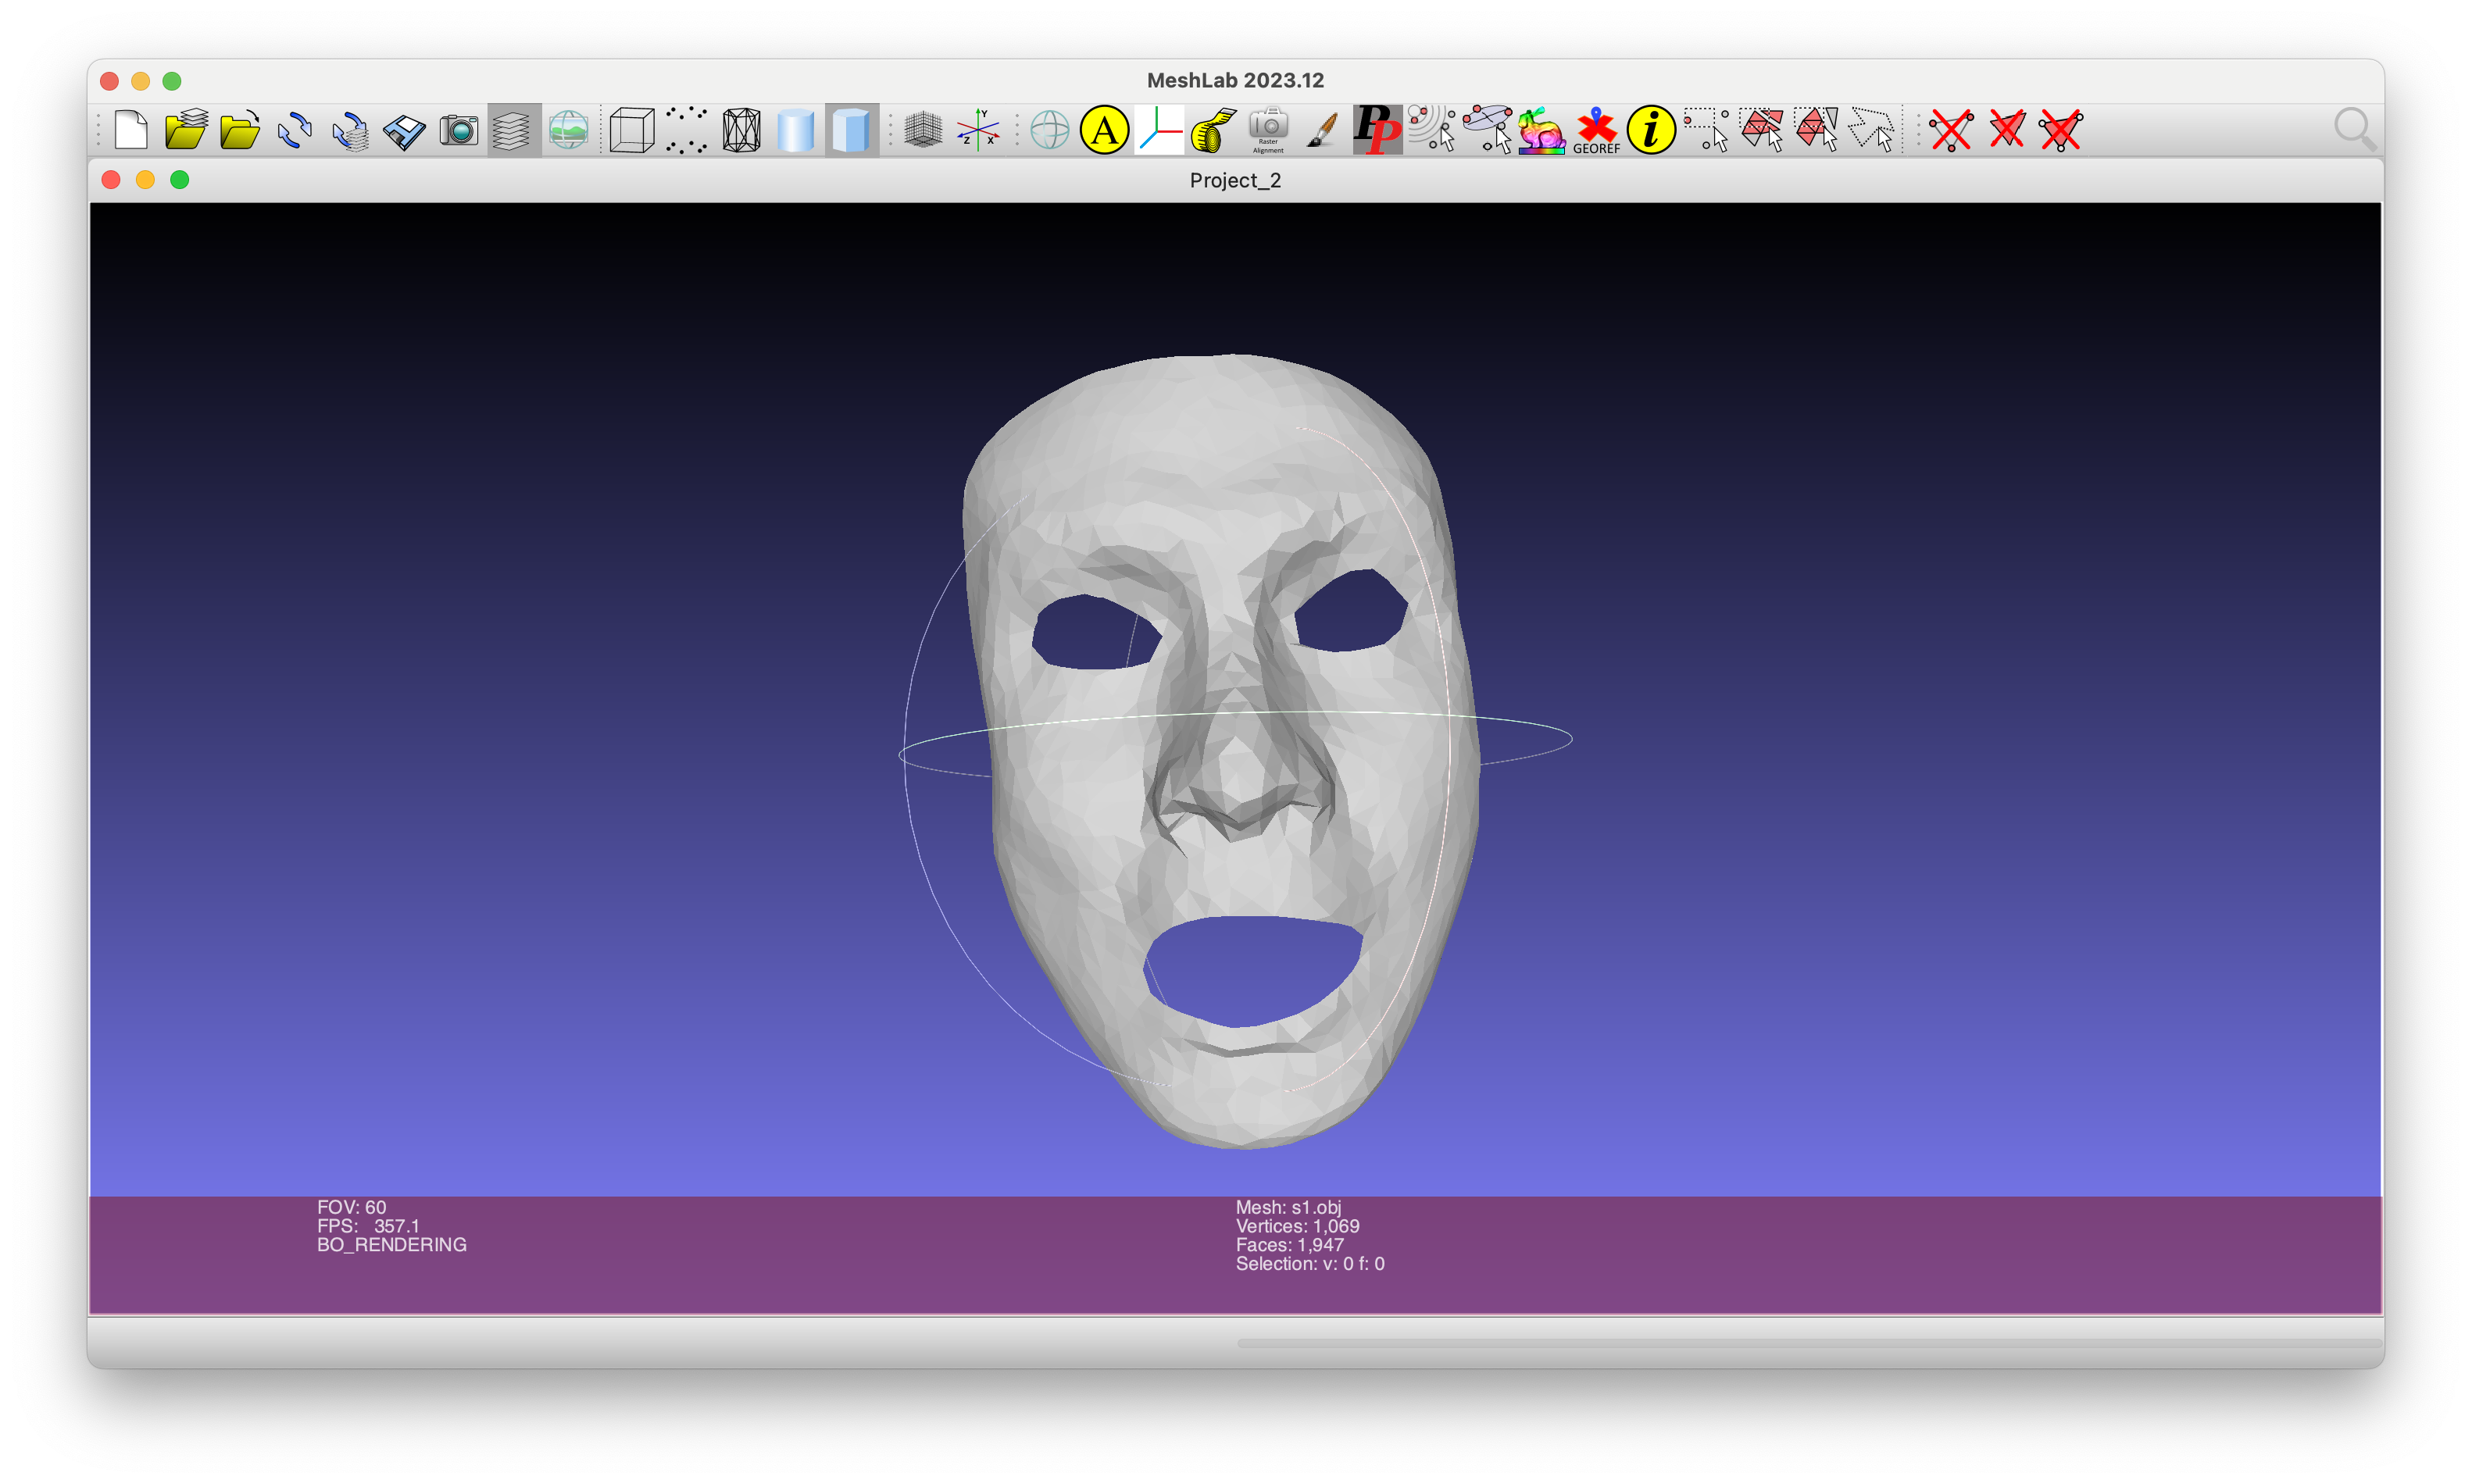 MeshLab 2023.12
Y
Z X
A
Raster
Alignment
PP
GEOREF
i
Project_2
FOV: 60
FPS: 357.1
BO_RENDERING
Mesh: s1.obj
Vertices: 1,069
Faces: 1,947
Selection: v: 0 f: 0